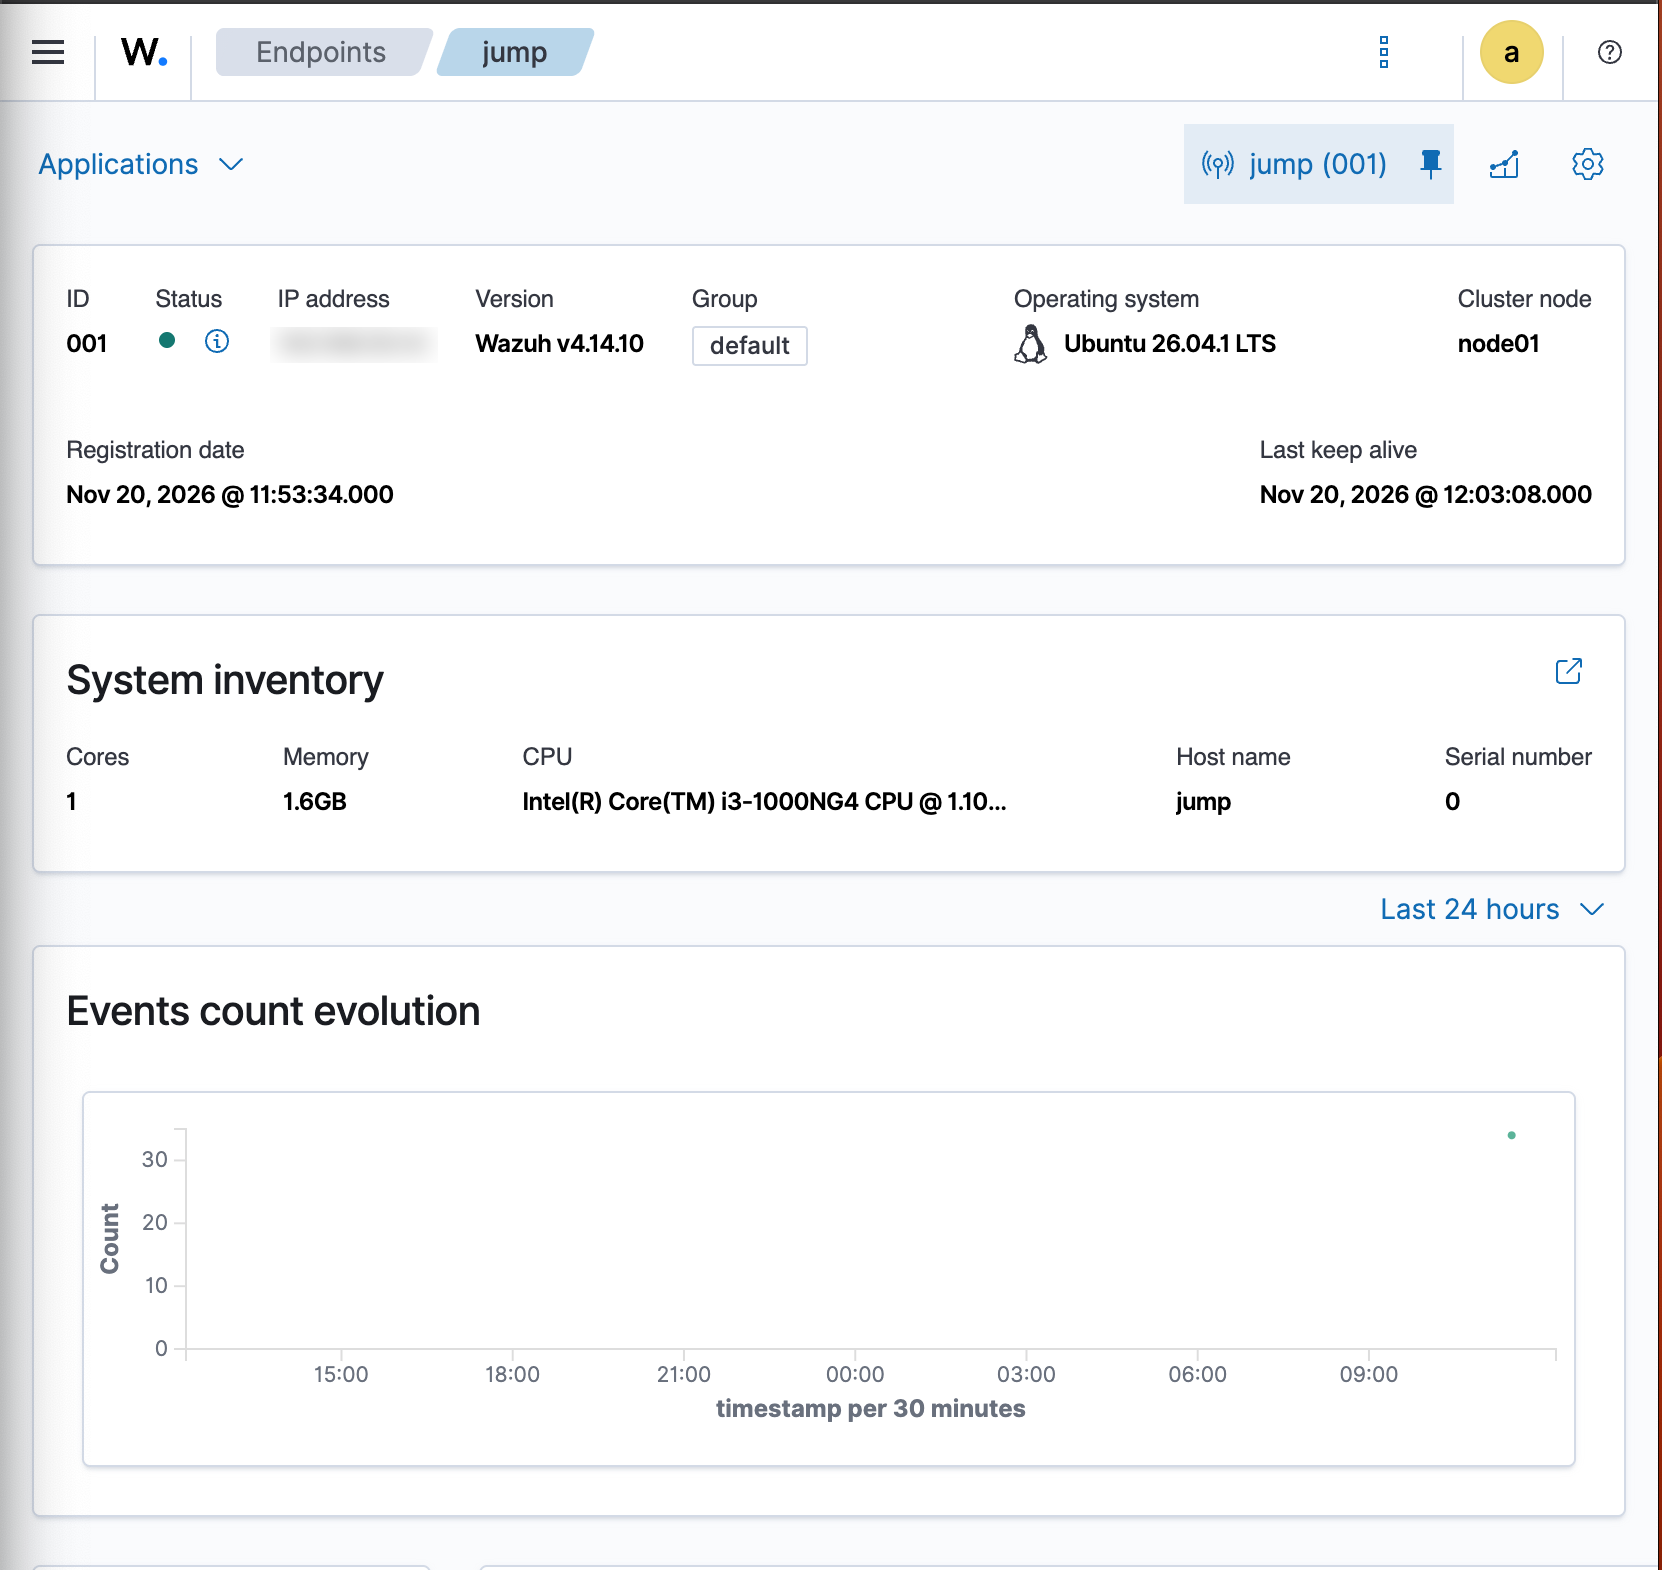 W.
Endpoints
jump
a
Applications
jump (001)
ID
Status
IP address
Version
Group
Operating system
Cluster node
001
Wazuh v4.14.10
default
Ubuntu 26.04.1 LTS
node01
Registration date
Last keep alive
Nov 20, 2026 @ 11:53:34.000
Nov 20, 2026 @ 12:03:08.000
System inventory
Cores
Memory
CPU
Host name
Serial number
1
1.6GB
Intel(R) Core(TM) i3-1000NG4 CPU @ 1.10...
jump
0
Last 24 hours
Events count evolution
30
20
10
0
Count
15:00
18:00
21:00
00:00
03:00
06:00
09:00
timestamp per 30 minutes